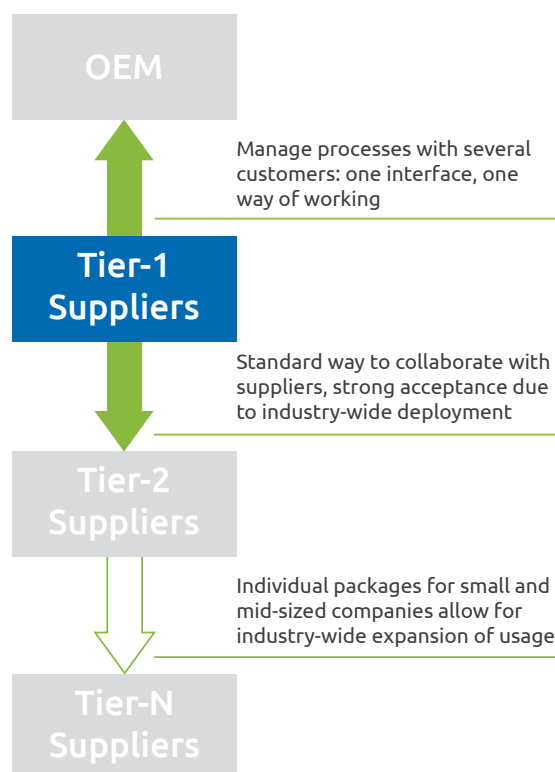 OEM
Manage processes with several
customers: one interface, one
way of working
Tier-1
Suppliers
Standard way to collaborate with
suppliers, strong acceptance due
to industry-wide deployment
Tier-2
Suppliers
Individual packages for small and
mid-sized companies allow for
industry-wide expansion of usage
Tier-N
Suppliers